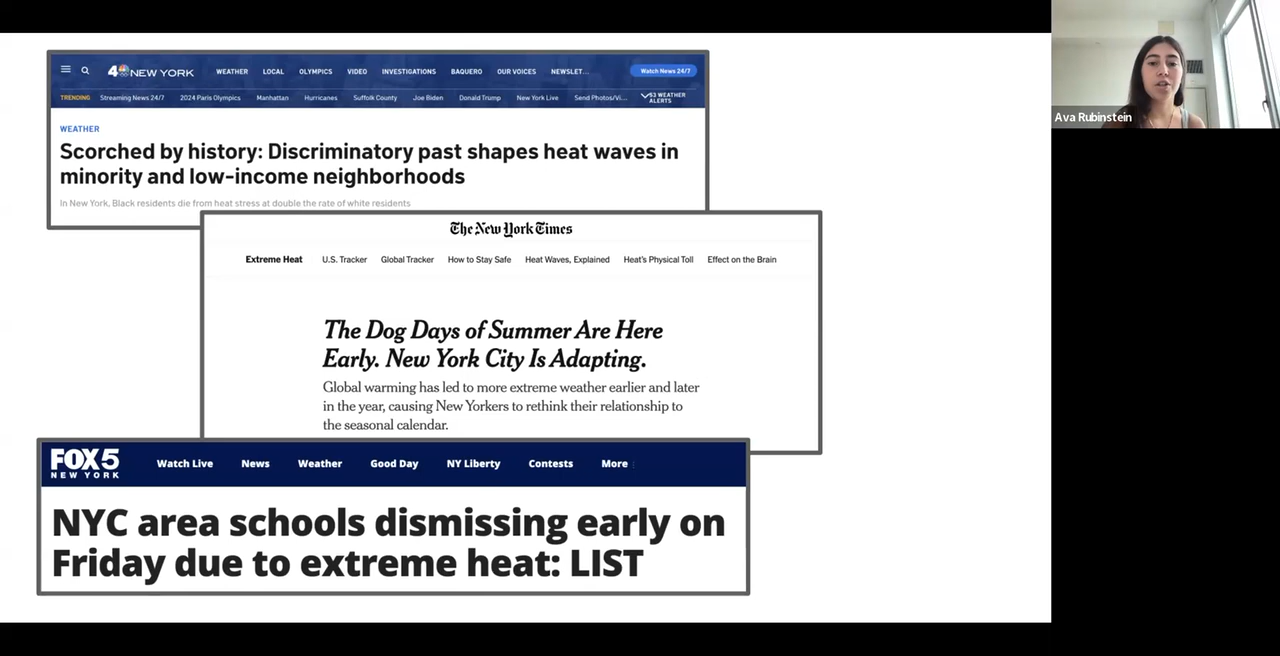 4 NEW YORK WEATHER LOCAL OLYMPICS VIDEO INVESTIGATIONS BAQUERO OUR VOICES NEWSLET... Watch News 24/7
TRENDING Streaming News 24/7 2024 Paris Olympics Manhattan Hurricanes Suffolk County Joe Biden Donald Trump New York Live Send Photos/Vi... 53 WEATHER
ALERTS
WEATHER
Scorched by history: Discriminatory past shapes heat waves in
minority and low-income neighborhoods
In New York, Black residents die from heat stress at double the rate of white residents
The New York Times
Extreme Heat U.S. Tracker Global Tracker How to Stay Safe Heat Waves, Explained Heat's Physical Toll Effect on the Brain
The Dog Days of Summer Are Here
Early. New York City Is Adapting.
Global warming has led to more extreme weather earlier and later
in the year, causing New Yorkers to rethink their relationship to
the seasonal calendar.
FOX 5
NEW YORK
Watch Live News Weather Good Day NY Liberty Contests More
NYC area schools dismissing early on
Friday due to extreme heat: LIST
Ava Rubinstein